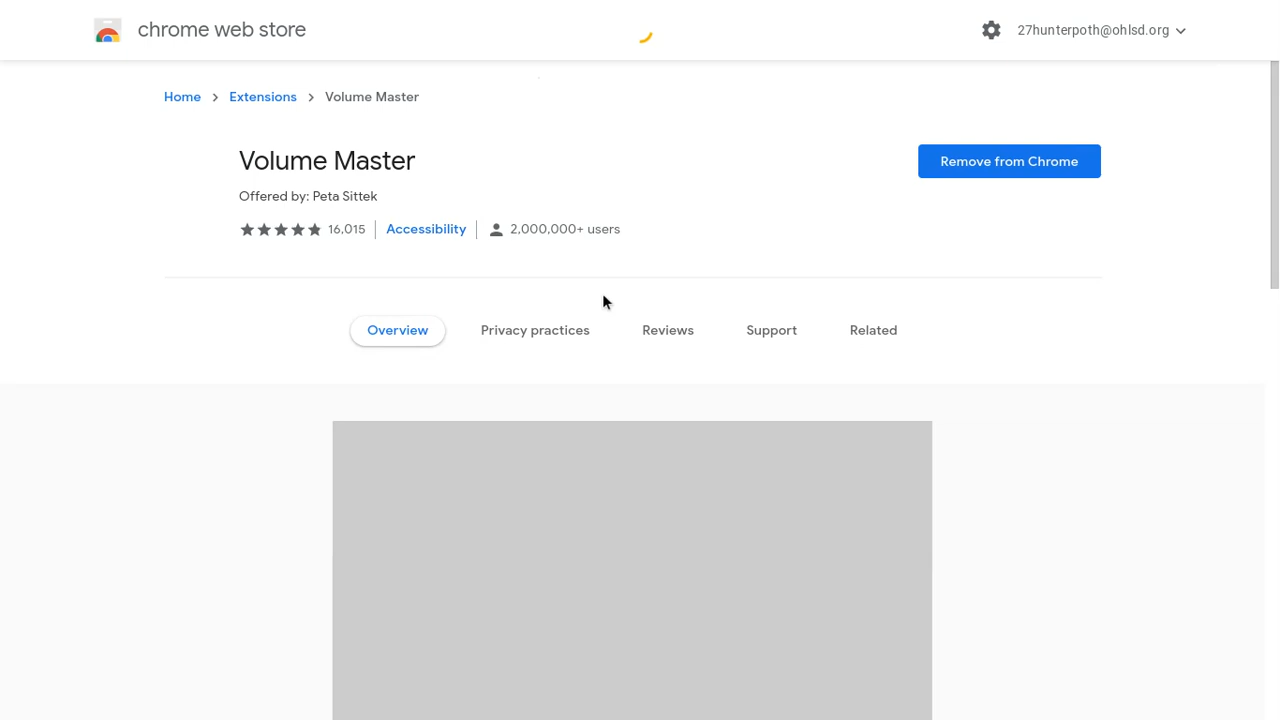 chrome web store
27hunterpoth@ohlsd.org
Home > Extensions > Volume Master
Volume Master
Remove from Chrome
Offered by: Peta Sittek
16,015 Accessibility 2,000,000+ users
Overview Privacy practices Reviews Support Related